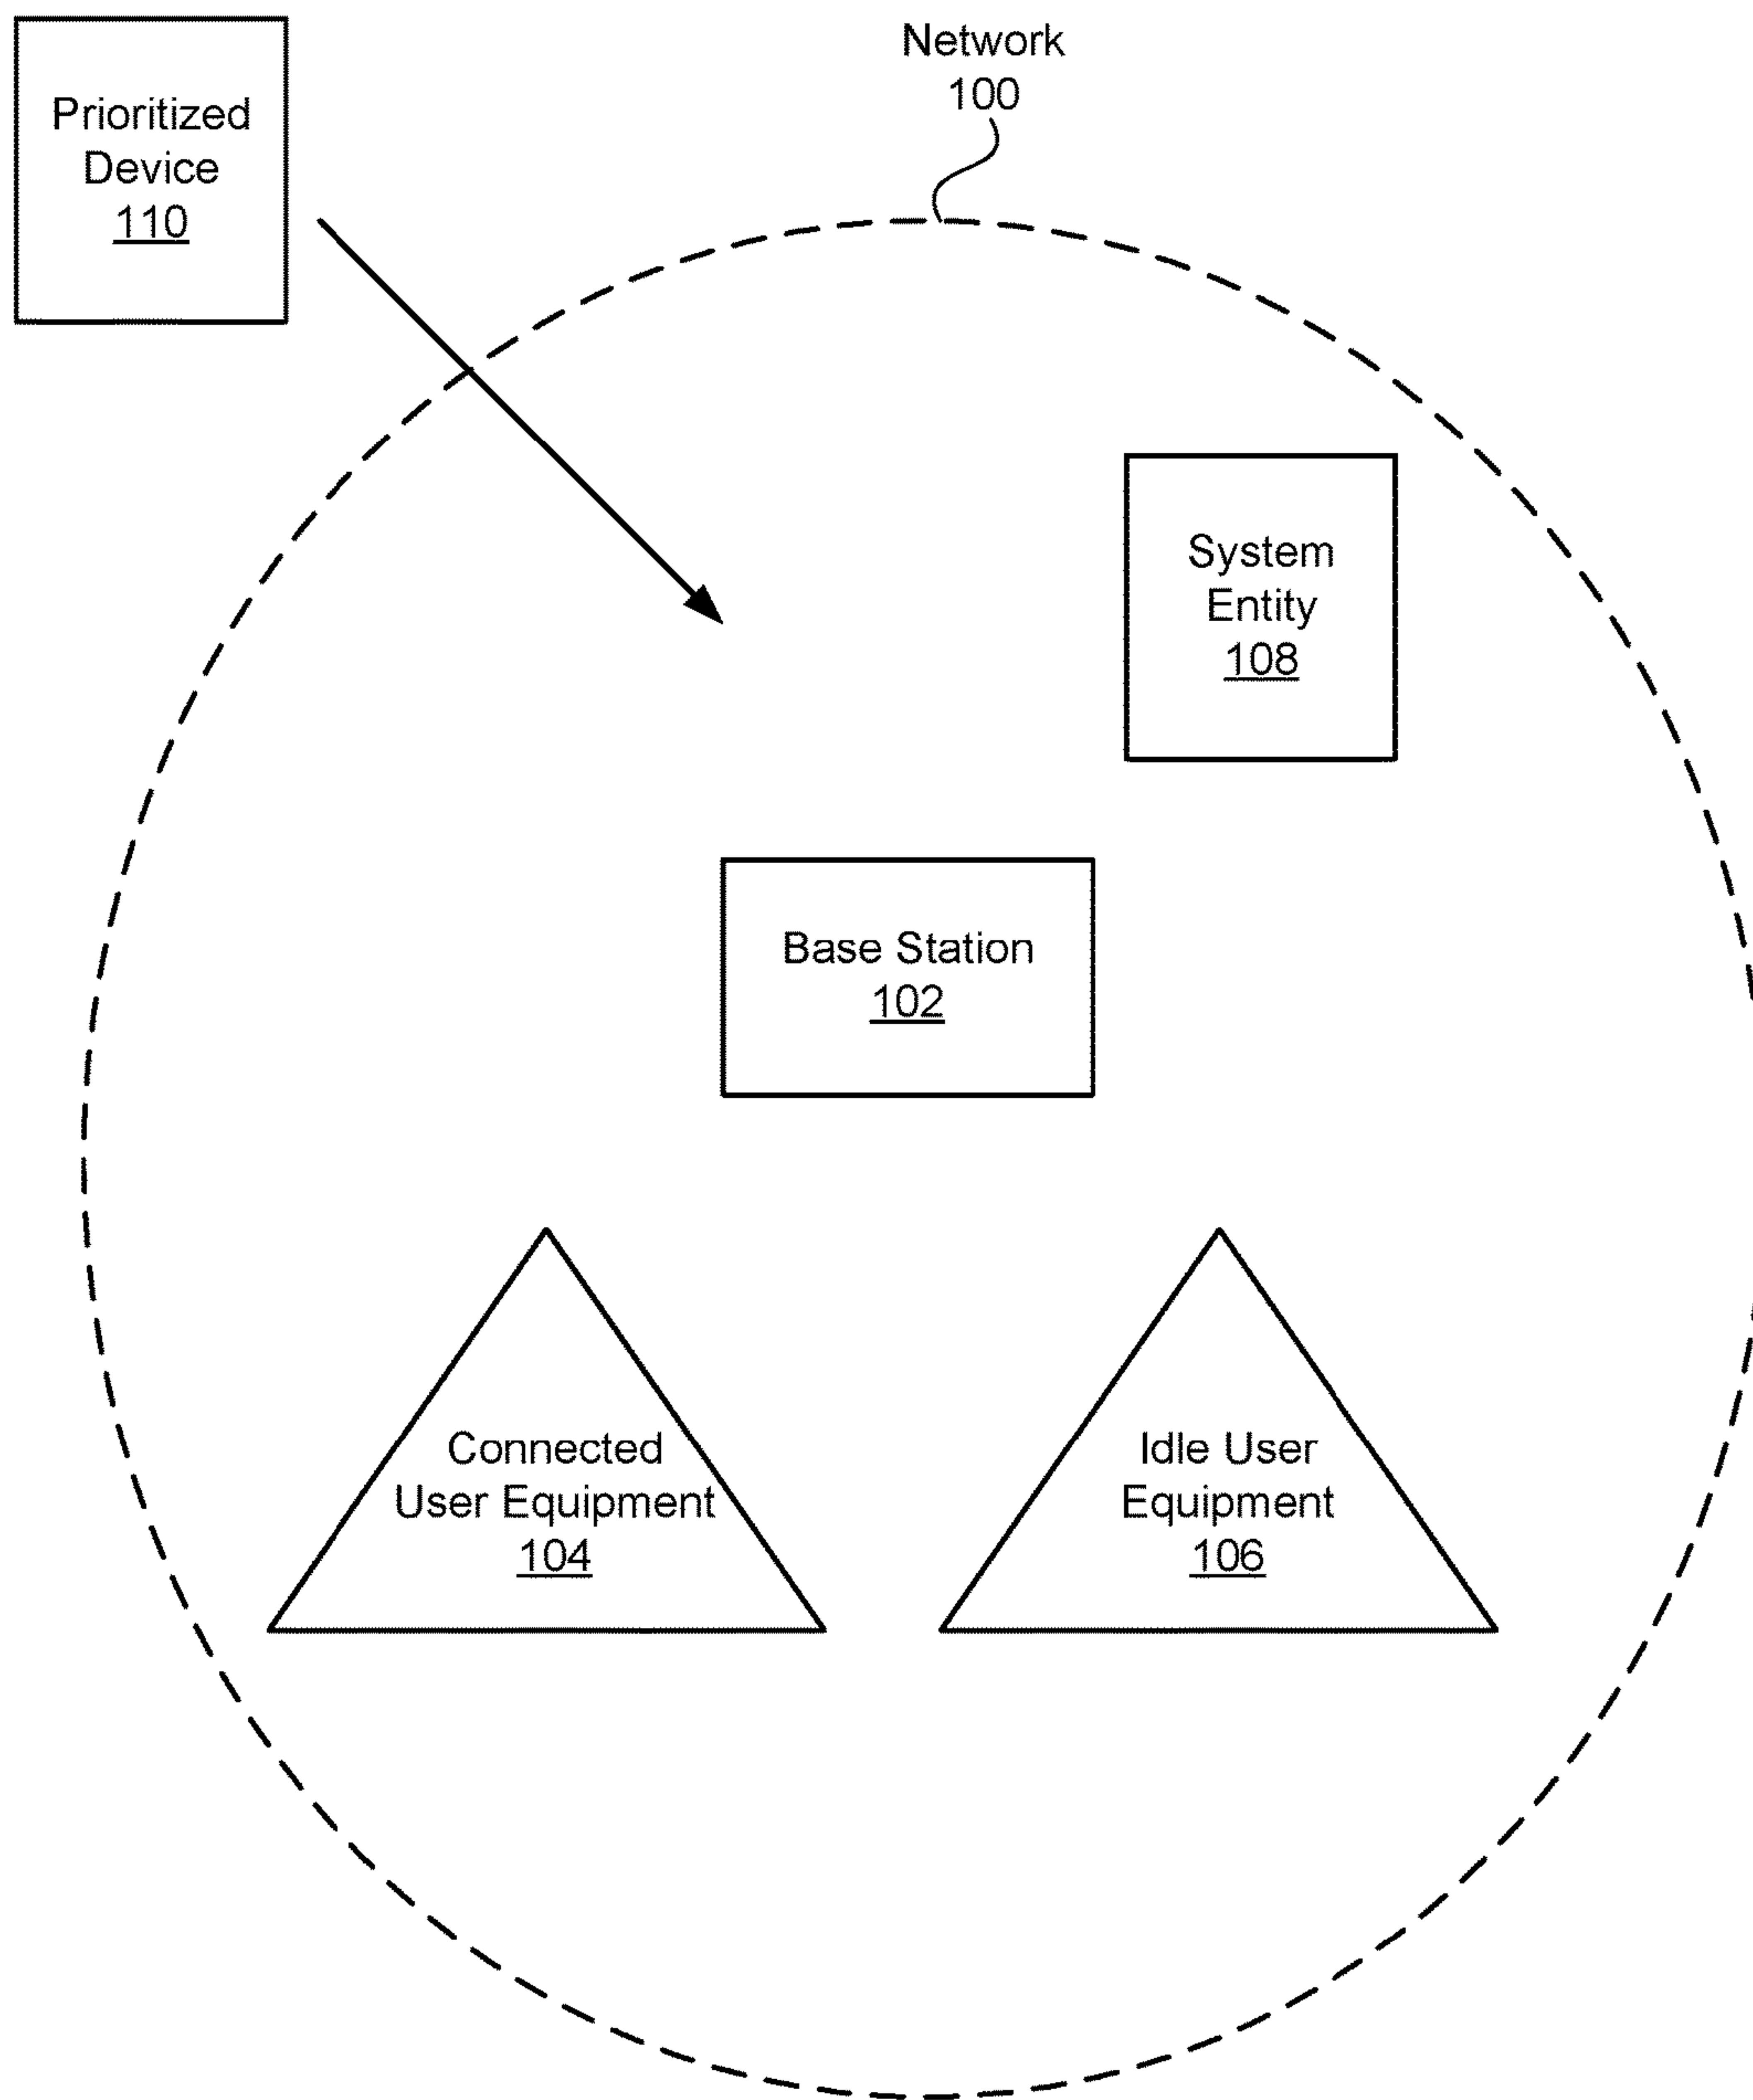 Prioritized
Device
110
Network
100
System
Entity
108
Base Station
102
Connected
User Equipment
104
Idle User
Equipment
106